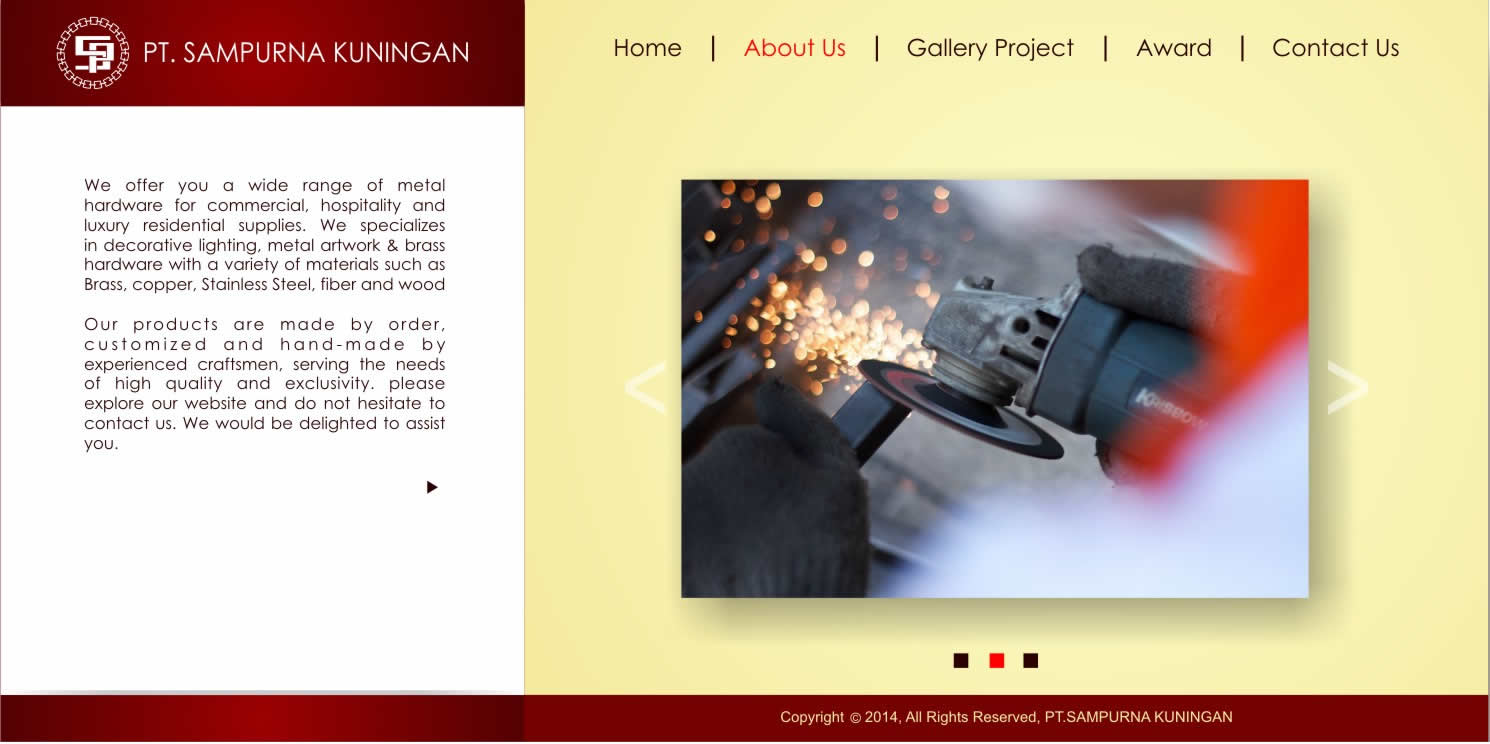 PT. SAMPURNA KUNINGAN
Home | About Us | Gallery Project | Award | Contact Us
We offer you a wide range of metal
hardware for commercial, hospitality and
luxury residential supplies. We specializes
in decorative lighting, metal artwork & brass
hardware with a variety of materials such as
Brass, copper, Stainless Steel, fiber and wood
Our products are made by order,
customized and hand-made by
experienced craftsmen, serving the needs
of high quality and exclusivity. please
explore our website and do not hesitate to
contact us. We would be delighted to assist
you.
< >
KRISBOW
Copyright © 2014, All Rights Reserved, PT.SAMPURNA KUNINGAN